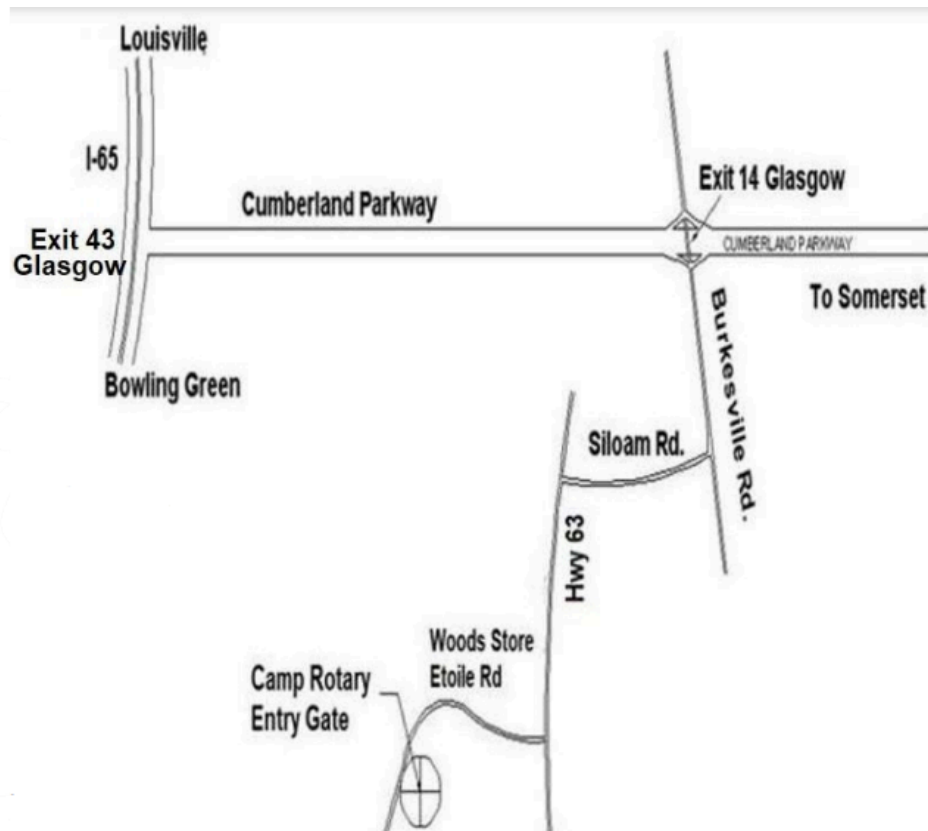 Louisville
I-65
Exit 14 Glasgow
Cumberland Parkway
Exit 43
Glasgow
CUMBERLAND PARKWAY
To Somerset
Burkesville Rd.
Bowling Green
Siloam Rd.
Hwy 63
Woods Store
Etoile Rd
Camp Rotary
Entry Gate